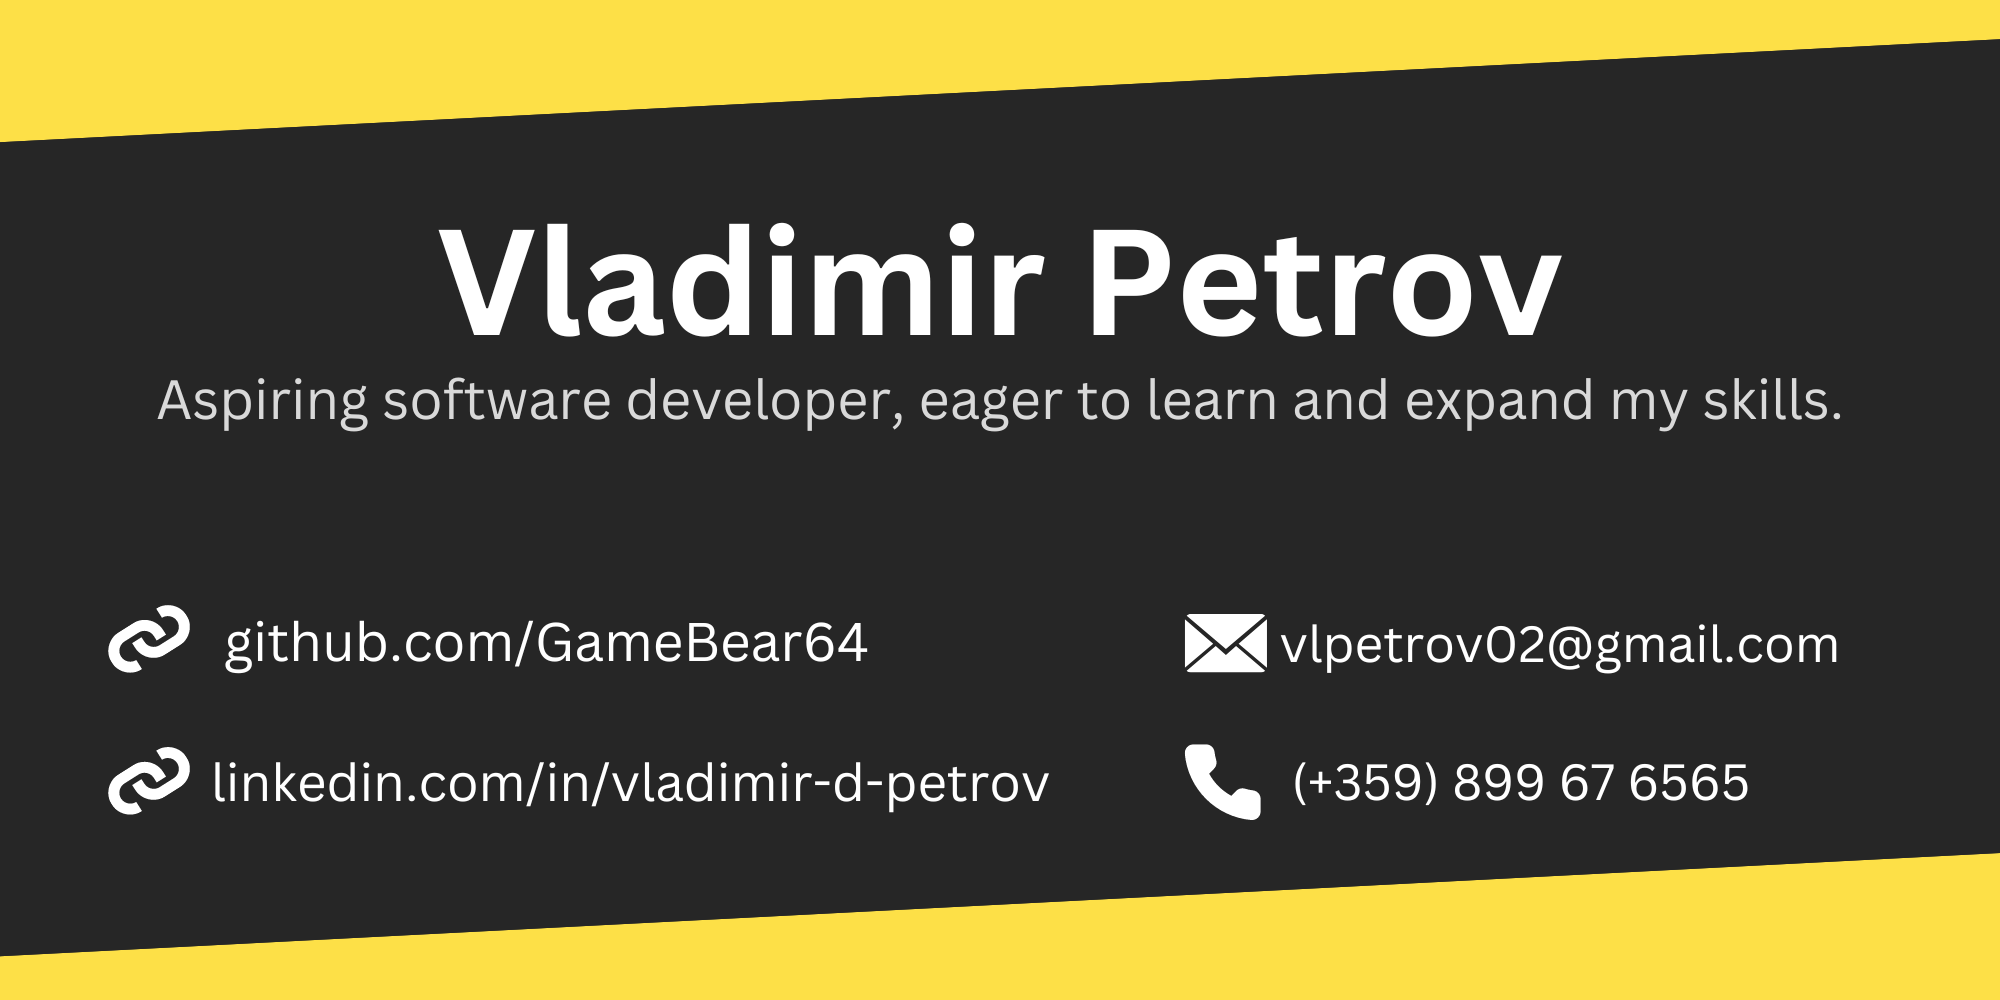 Vladimir Petrov
Aspiring software developer, eager to learn and expand my skills.
github.com/GameBear64
linkedin.com/in/vladimir-d-petrov
vlpetrov02@gmail.com
(+359) 899 67 6565